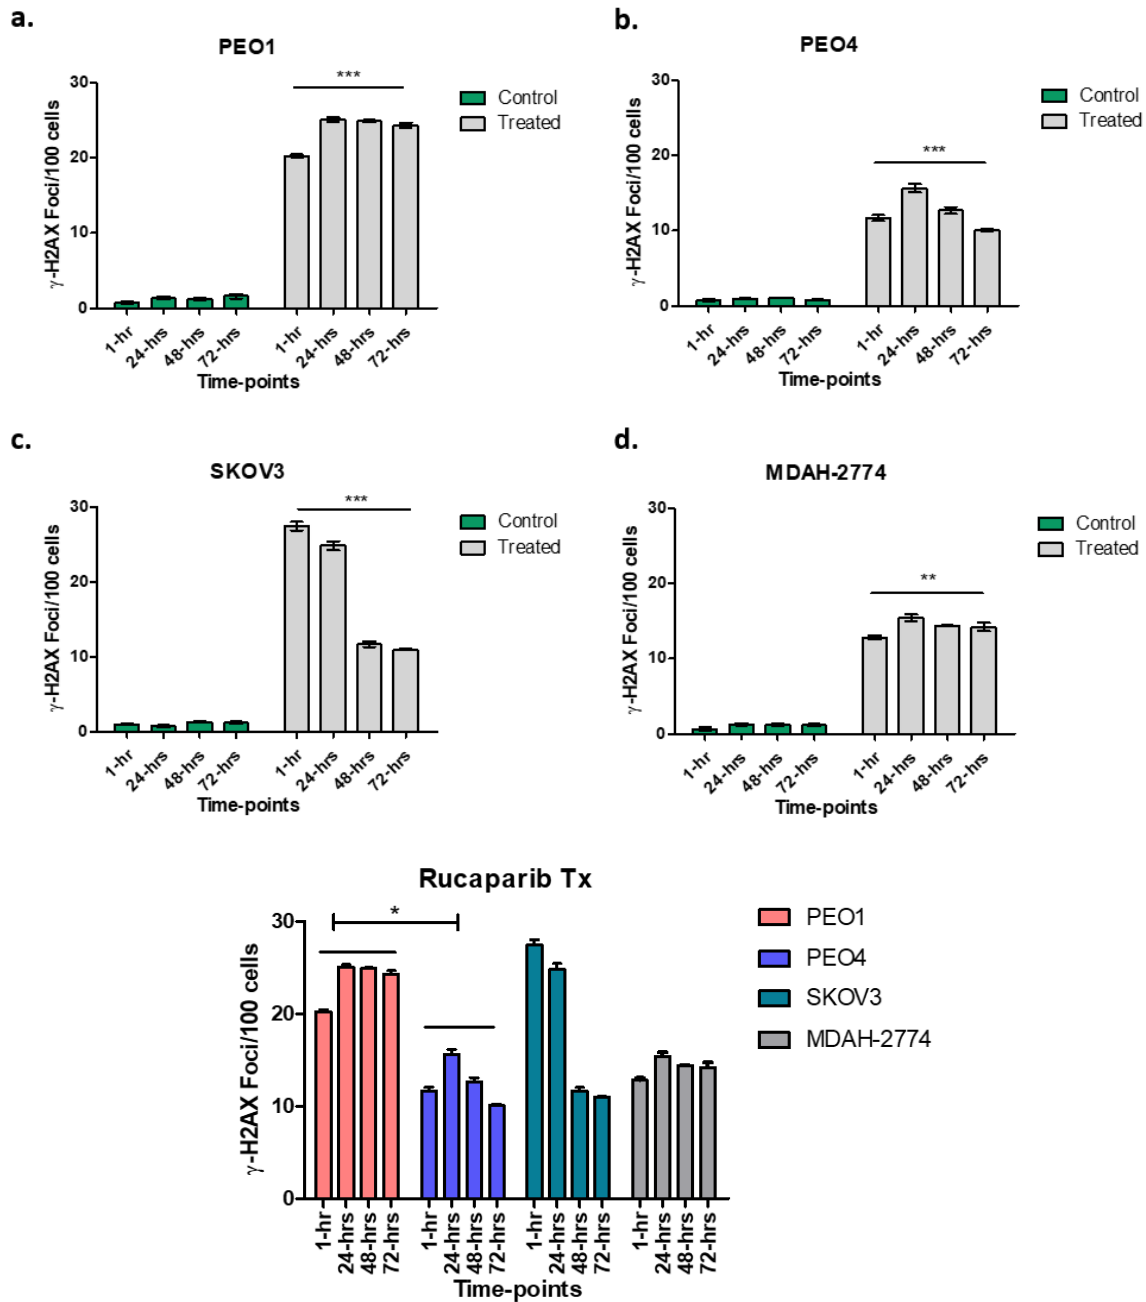 a.
PEO1
γ-H2AX Foci/100 cells
30
20
10
0
***
Control
Treated
1-hr
24-hrs
48-hrs
72-hrs
1-hr
24-hrs
48-hrs
72-hrs
Time-points
b.
PEO4
γ-H2AX Foci/100 cells
30
20
10
0
***
Control
Treated
1-hr
24-hrs
48-hrs
72-hrs
1-hr
24-hrs
48-hrs
72-hrs
Time-points
c.
SKOV3
γ-H2AX Foci/100 cells
30
20
10
0
***
Control
Treated
1-hr
24-hrs
48-hrs
72-hrs
1-hr
24-hrs
48-hrs
72-hrs
Time-points
d.
MDAH-2774
γ-H2AX Foci/100 cells
30
20
10
0
**
Control
Treated
1-hr
24-hrs
48-hrs
72-hrs
1-hr
24-hrs
48-hrs
72-hrs
Time-points
Rucaparib Tx
γ-H2AX Foci/100 cells
30
20
10
0
*
PEO1
PEO4
SKOV3
MDAH-2774
1-hr
24-hrs
48-hrs
72-hrs
1-hr
24-hrs
48-hrs
72-hrs
1-hr
24-hrs
48-hrs
72-hrs
1-hr
24-hrs
48-hrs
72-hrs
Time-points